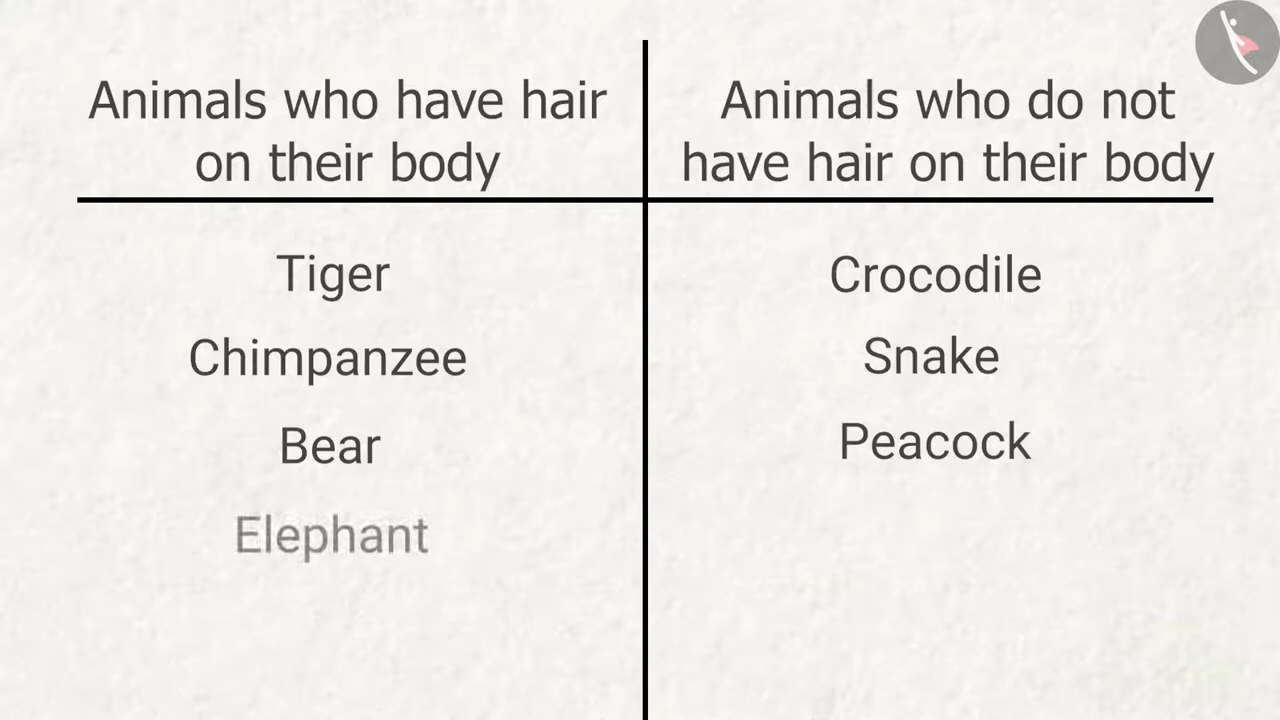 Animals who have hair
on their body
Animals who do not
have hair on their body
Tiger
Chimpanzee
Bear
Elephant
Crocodile
Snake
Peacock